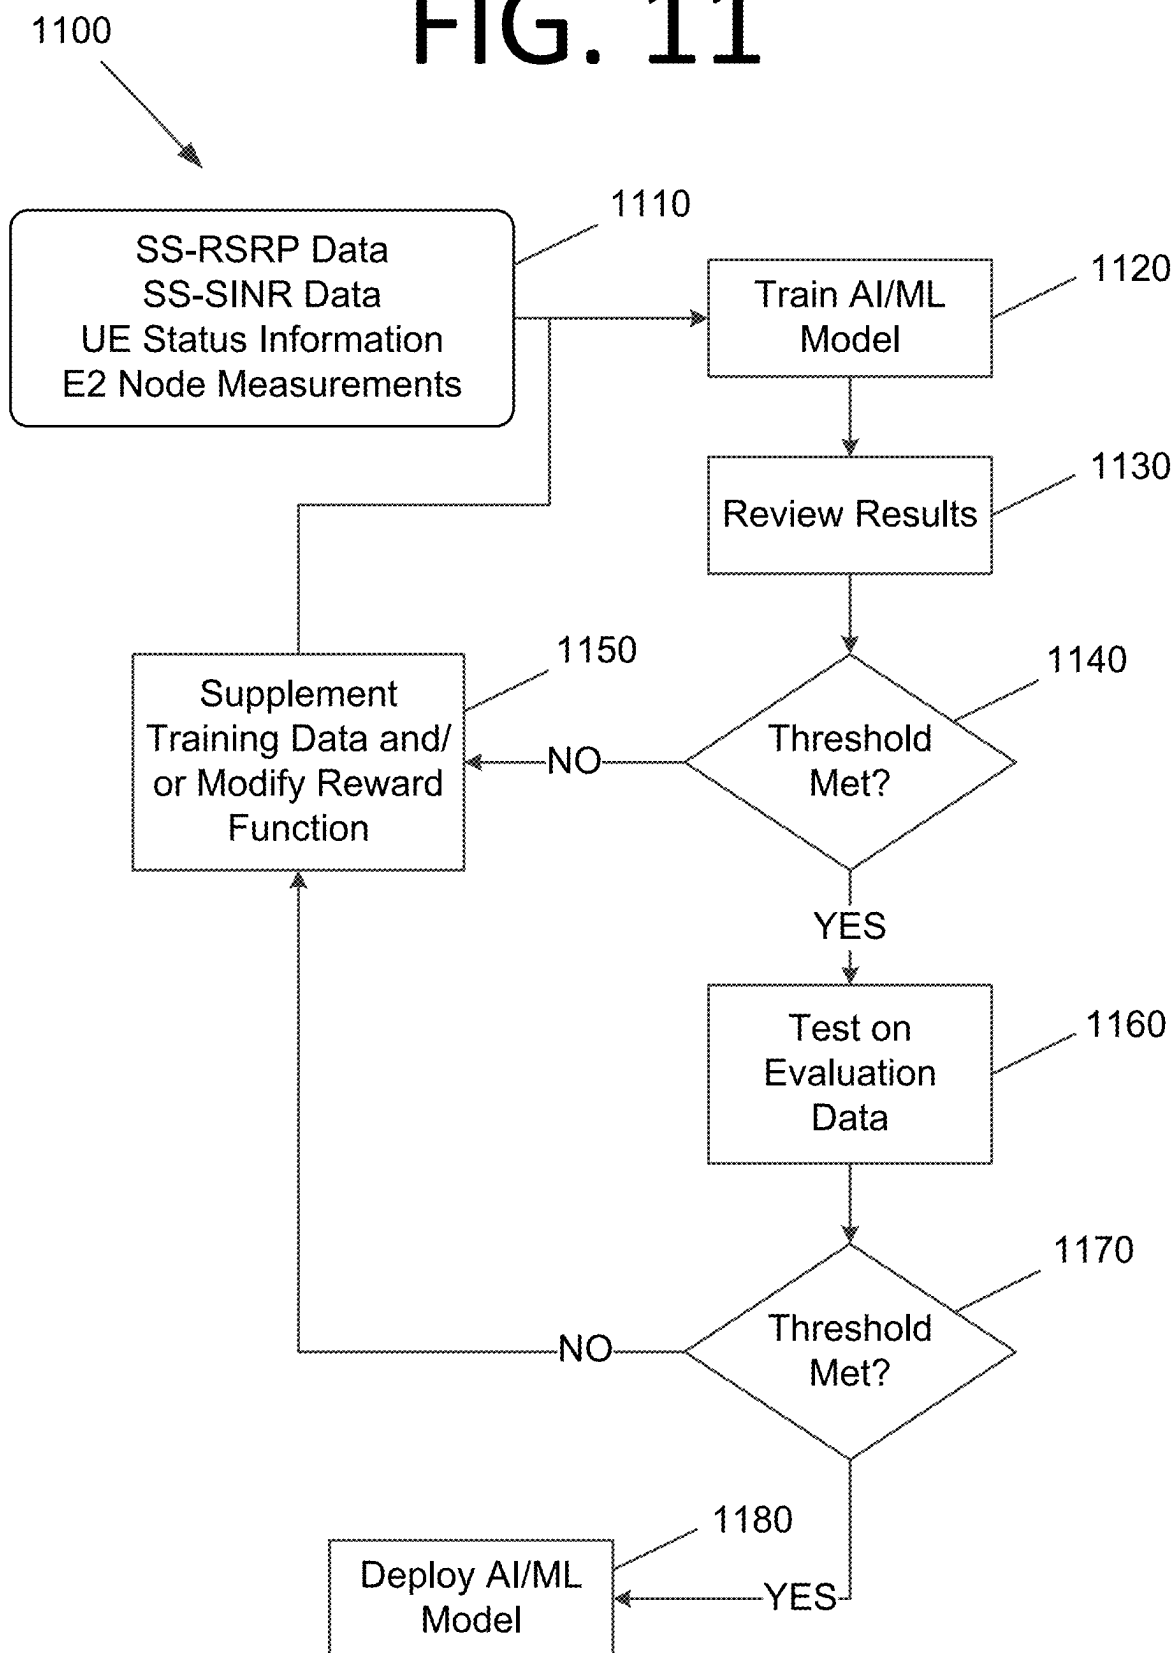 FIG. 11
1100
1110
SS-RSRP Data
SS-SINR Data
UE Status Information
E2 Node Measurements
1120
Train AI/ML
Model
1130
Review Results
1140
Threshold
Met?
NO
1150
Supplement
Training Data and/
or Modify Reward
Function
YES
1160
Test on
Evaluation
Data
1170
Threshold
Met?
NO
YES
1180
Deploy AI/ML
Model